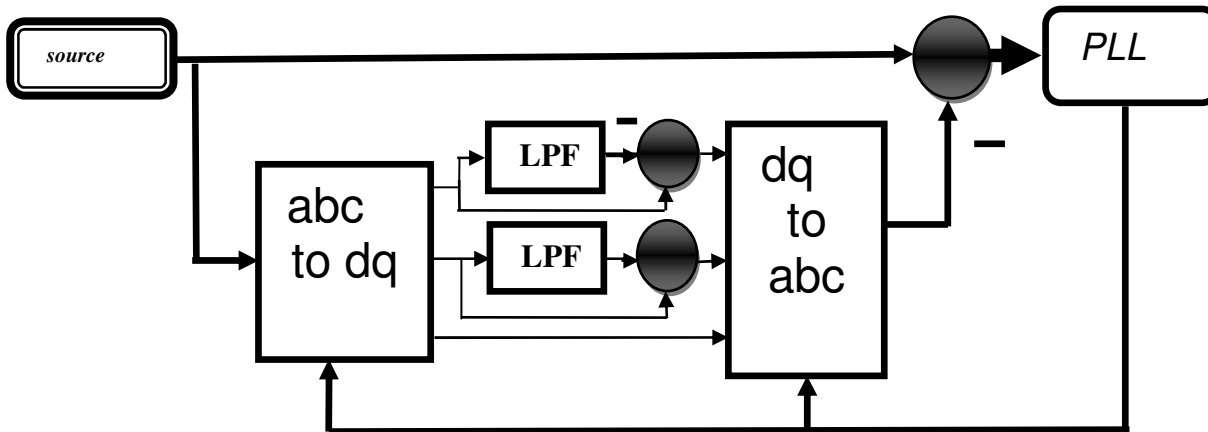 source
PLL
LPF
abc
to dq
LPF
dq
to
abc